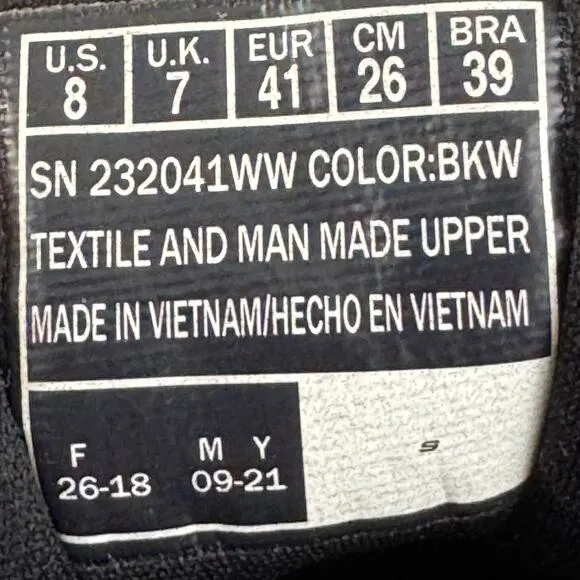 U.S. U.K. EUR CM BRA
8 7 41 26 39
SN 232041WW COLOR:BKW
TEXTILE AND MAN MADE UPPER
MADE IN VIETNAM/HECHO EN VIETNAM
F M Y
26-18 09-21
S